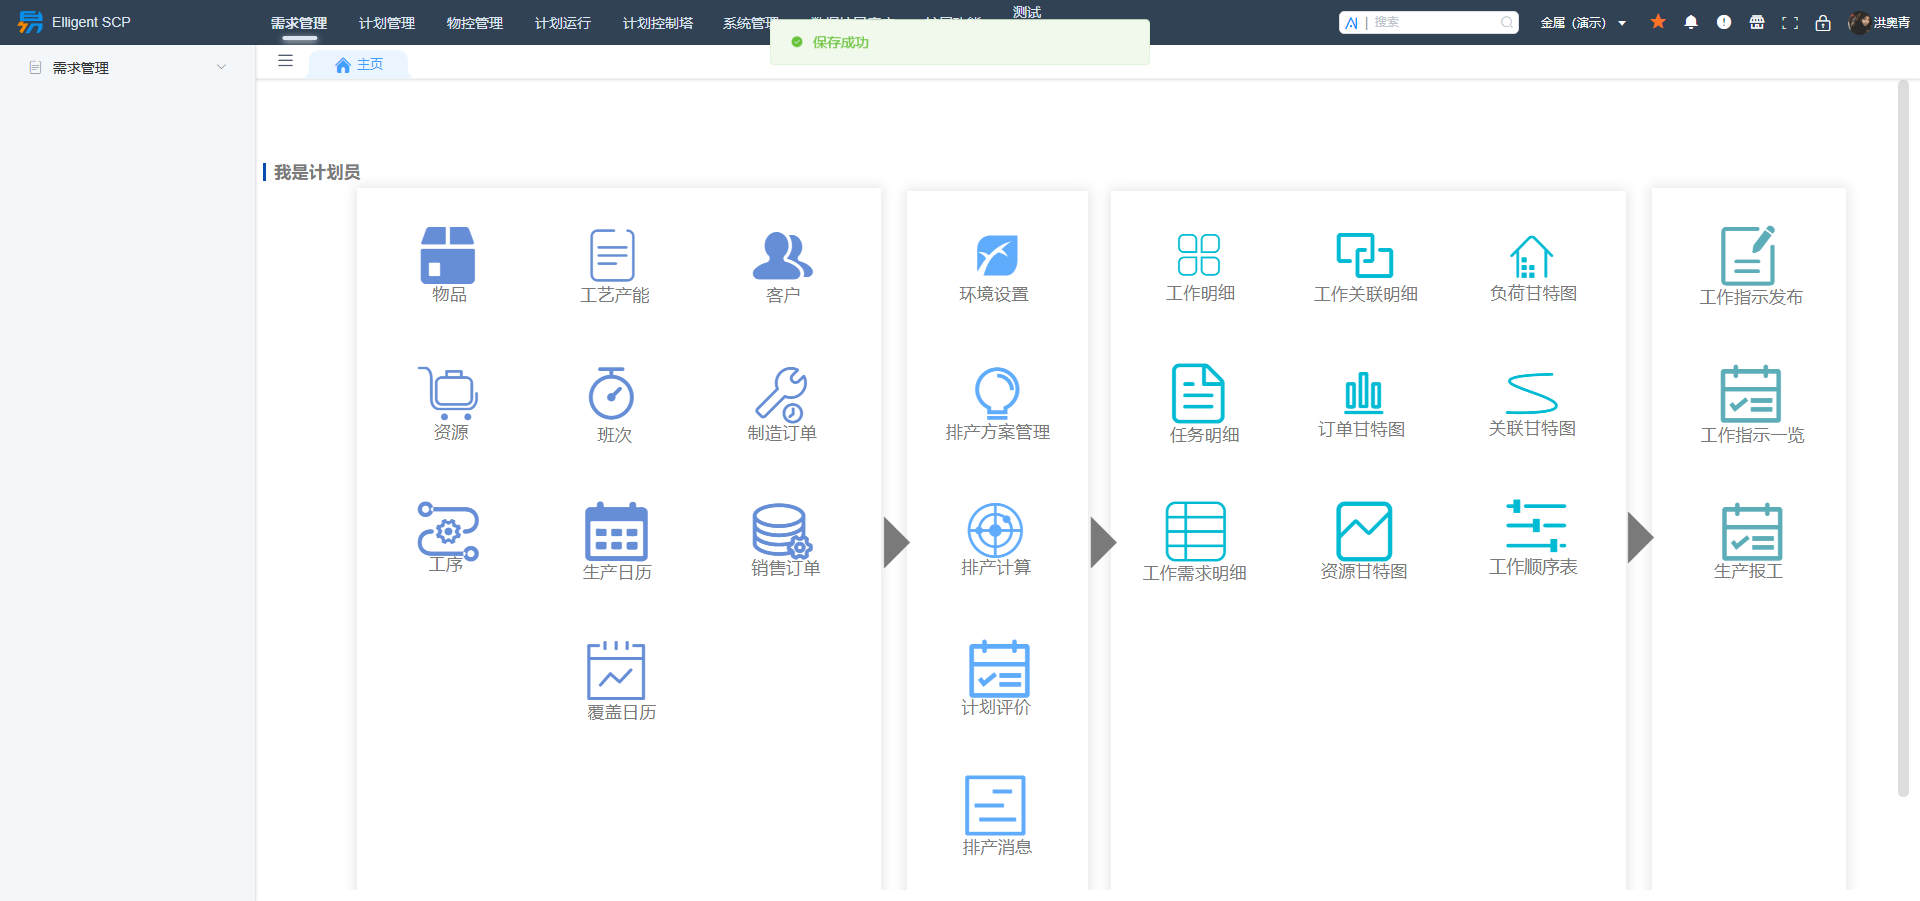 Elligent SCP
需求管理 计划管理 物控管理 计划运行 计划控制塔 系统管理 测试
AI | 搜索
金属（演示）
洪奥青
保存成功
需求管理
主页
我是计划员
物品 工艺产能 客户 环境设置 工作明细 工作关联明细 负荷甘特图 工作指示发布
资源 班次 制造订单 排产方案管理 任务明细 订单甘特图 关联甘特图 工作指示一览
工序 生产日历 销售订单 排产计算 工作需求明细 资源甘特图 工作顺序表 生产报工
覆盖日历 计划评价
排产消息